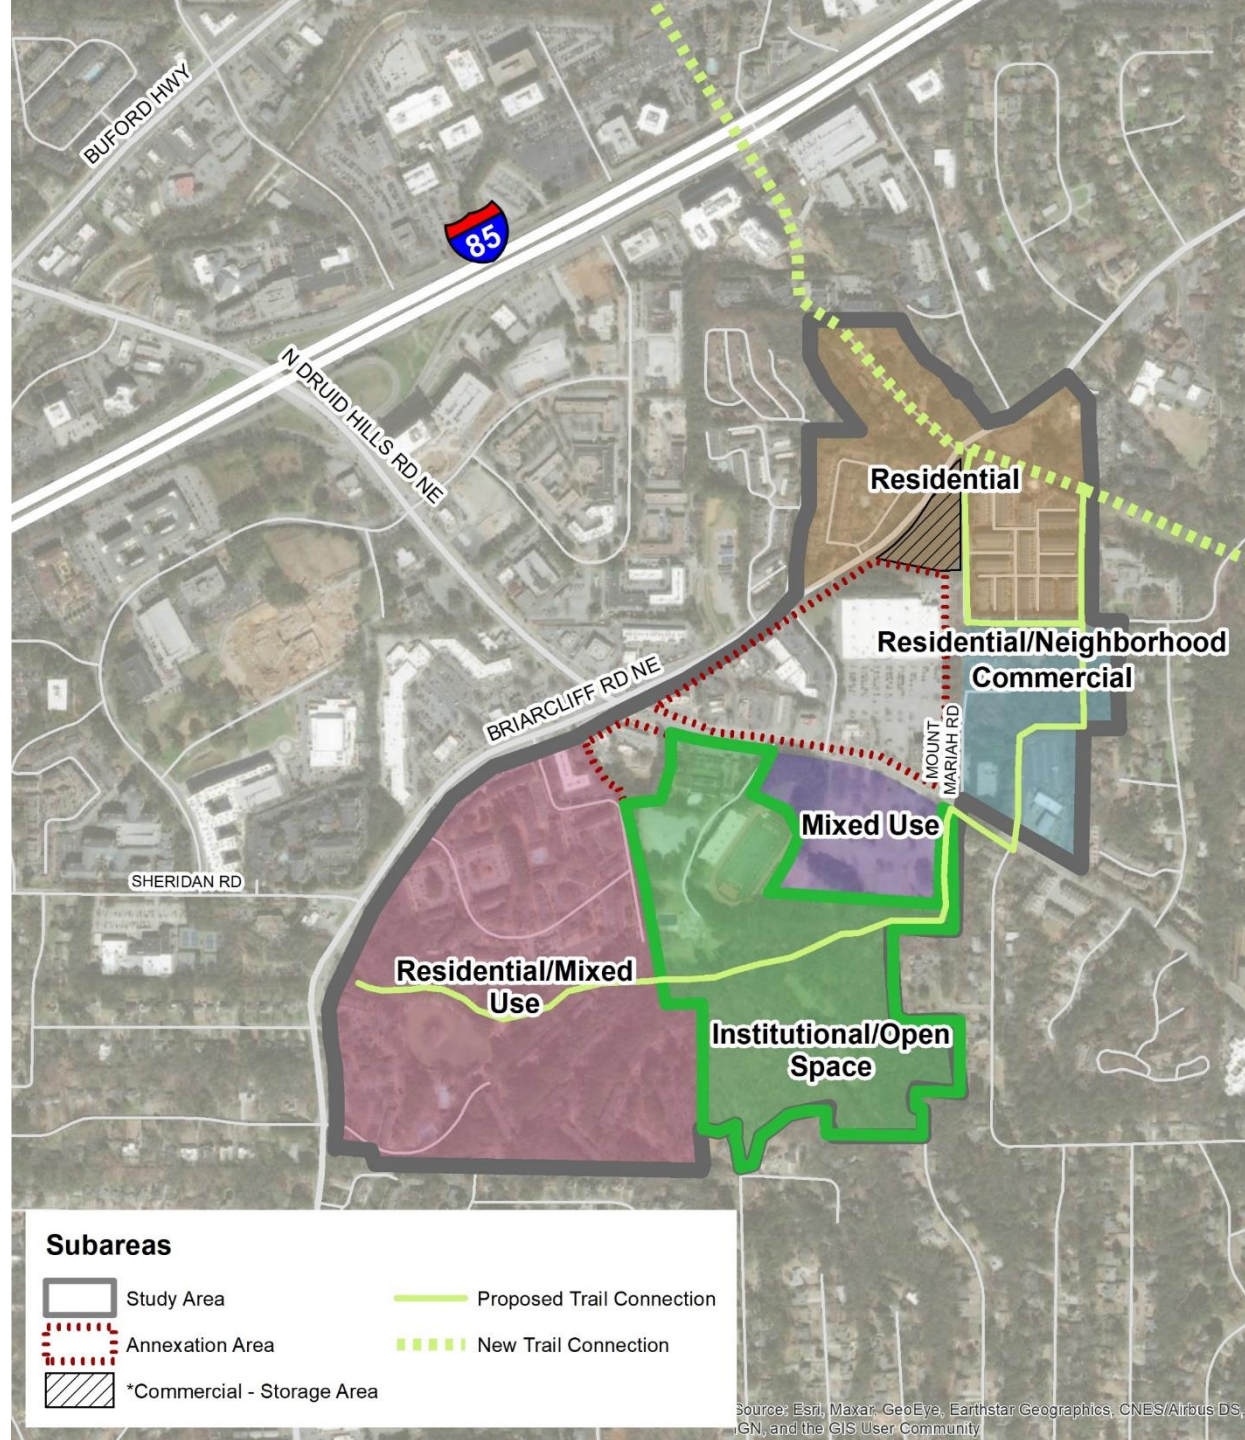 BUFORD HWY
85
N DRUID HILLS RD NE
Residential
Residential/Neighborhood
Commercial
BRIARCLIFF RD NE
MOUNT
MARIAH RD
Mixed Use
SHERIDAN RD
Residential/Mixed
Use
Institutional/Open
Space
Subareas
Study Area
Proposed Trail Connection
Annexation Area
New Trail Connection
*Commercial - Storage Area
Source: Esri, Maxar, GeoEye, Earthstar Geographics, CNES/Airbus DS,
IGN, and the GIS User Community